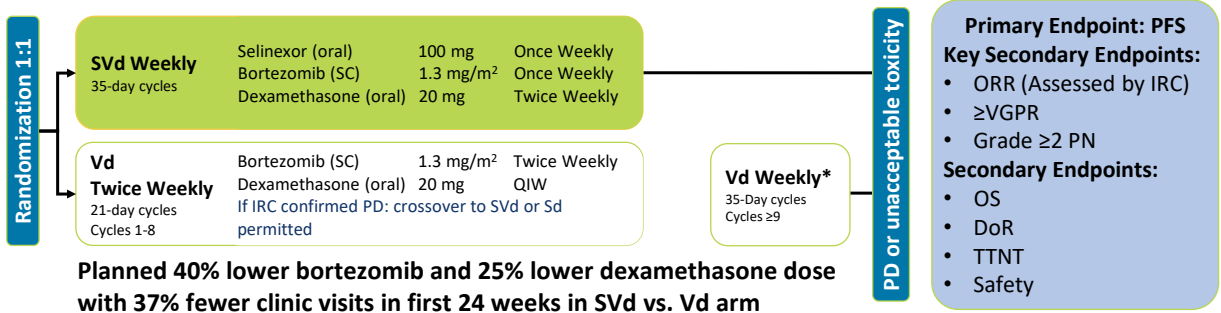 Randomization 1:1
SVd Weekly
35-day cycles
Selinexor (oral) 100 mg Once Weekly
Bortezomib (SC) 1.3 mg/m² Once Weekly
Dexamethasone (oral) 20 mg Twice Weekly
Vd
Twice Weekly
21-day cycles
Cycles 1-8
Bortezomib (SC) 1.3 mg/m² Twice Weekly
Dexamethasone (oral) 20 mg QIW
If IRC confirmed PD: crossover to SVd or Sd
permitted
Vd Weekly*
35-Day cycles
Cycles ≥9
PD or unacceptable toxicity
Primary Endpoint: PFS
Key Secondary Endpoints:
• ORR (Assessed by IRC)
• ≥VGPR
• Grade ≥2 PN
Secondary Endpoints:
• OS
• DoR
• TTNT
• Safety
Planned 40% lower bortezomib and 25% lower dexamethasone dose
with 37% fewer clinic visits in first 24 weeks in SVd vs. Vd arm